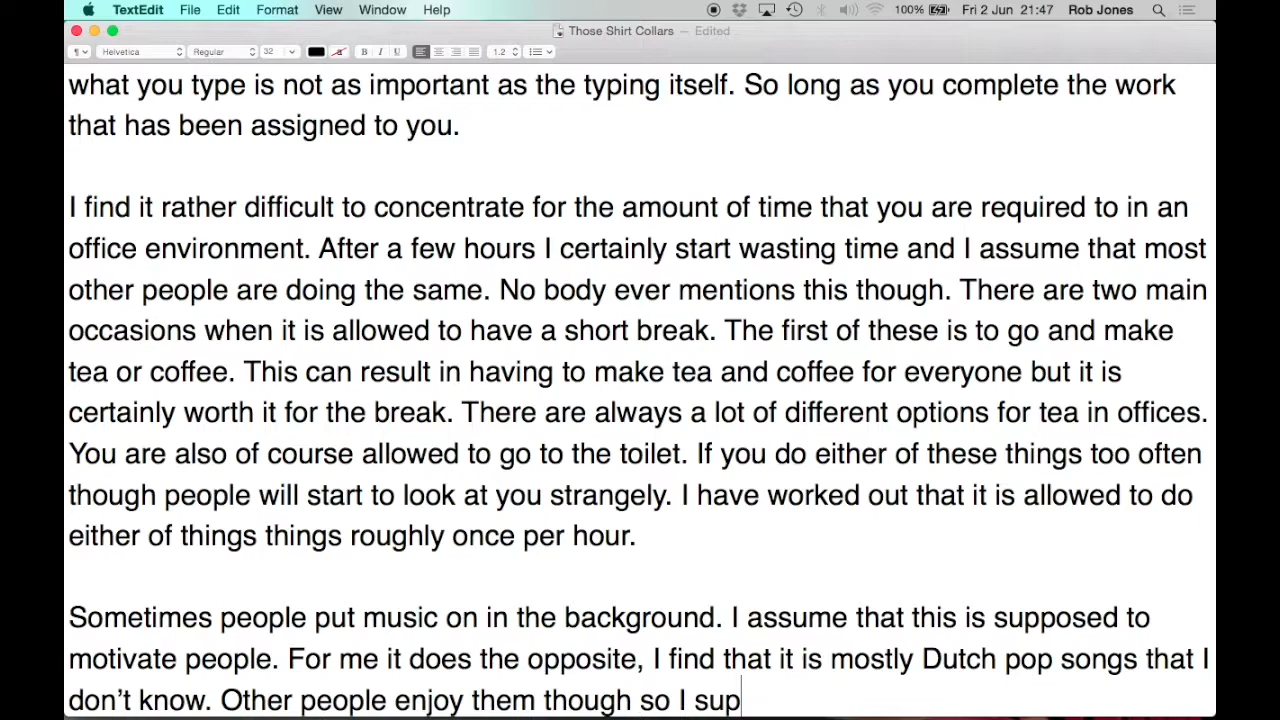 TextEdit File Edit Format View Window Help 100% Fri 2 Jun 21:47 Rob Jones
Those Shirt Collars — Edited
¶ Helvetica Regular 32 a B I U 1.2
what you type is not as important as the typing itself. So long as you complete the work
that has been assigned to you.
I find it rather difficult to concentrate for the amount of time that you are required to in an
office environment. After a few hours I certainly start wasting time and I assume that most
other people are doing the same. No body ever mentions this though. There are two main
occasions when it is allowed to have a short break. The first of these is to go and make
tea or coffee. This can result in having to make tea and coffee for everyone but it is
certainly worth it for the break. There are always a lot of different options for tea in offices.
You are also of course allowed to go to the toilet. If you do either of these things too often
though people will start to look at you strangely. I have worked out that it is allowed to do
either of things things roughly once per hour.
Sometimes people put music on in the background. I assume that this is supposed to
motivate people. For me it does the opposite, I find that it is mostly Dutch pop songs that I
don’t know. Other people enjoy them though so I sup